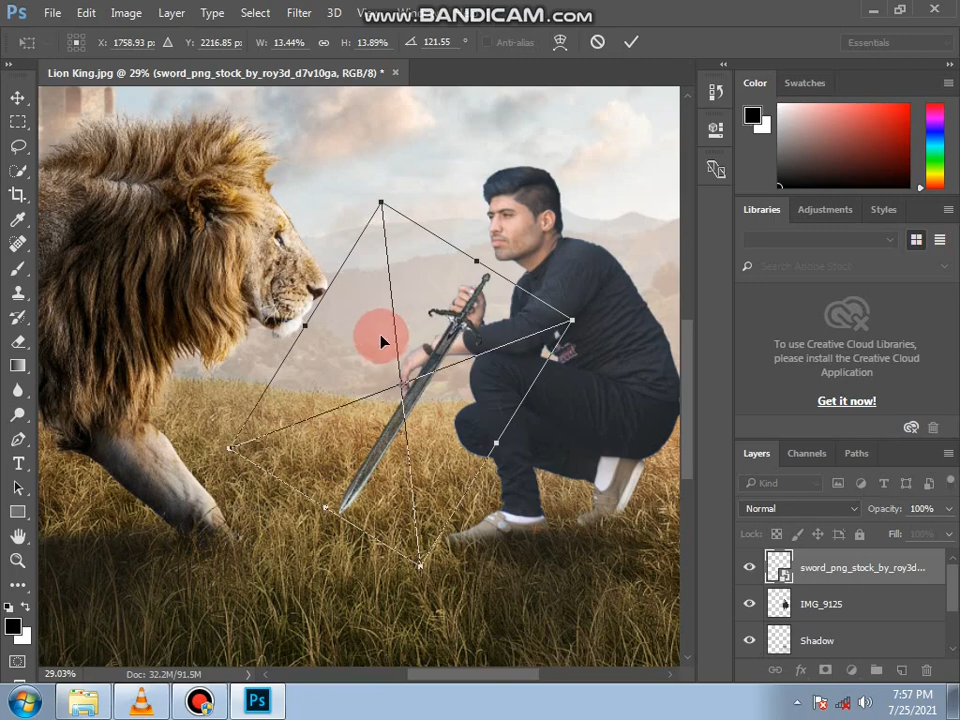 Ps File Edit Image Layer Type Select Filter 3D
www.BANDICAM.com
X: 1758.93 p: Y: 2216.85 p: W: 13.44% H: 13.89% 121.55 ° Anti-alias Essentials
Lion King.jpg @ 29% (sword_png_stock_by_roy3d_d7v10ga, RGB/8) * ×
Color Swatches
Libraries Adjustments Styles
Search Adobe Stock
To use Creative Cloud Libraries,
please install the Creative Cloud
Application
Get it now!
Layers Channels Paths
Kind
Normal Opacity: 100%
Lock: Fill: 100%
sword_png_stock_by_roy3d...
IMG_9125
Shadow
29.03% Doc: 32.2M/91.5M
Ps
7:57 PM
7/25/2021